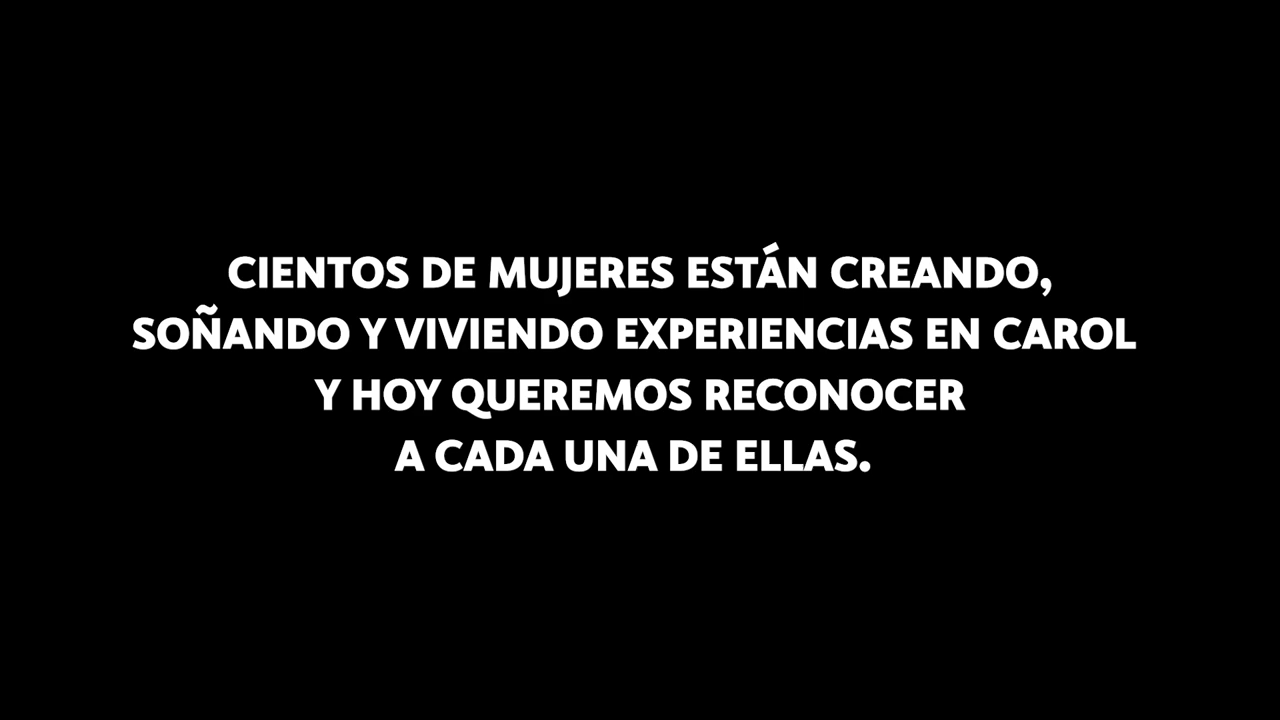 CIENTOS DE MUJERES ESTÁN CREANDO,
SOÑANDO Y VIVIENDO EXPERIENCIAS EN CAROL
Y HOY QUEREMOS RECONOCER
A CADA UNA DE ELLAS.